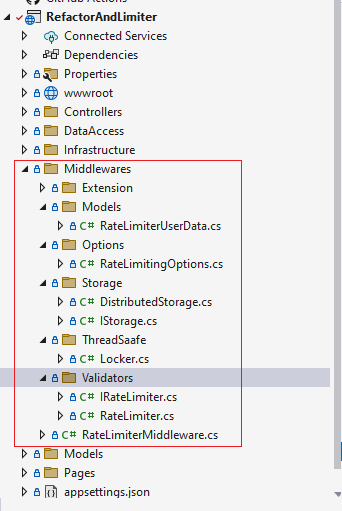 GitHub Actions
RefactorAndLimiter
Connected Services
Dependencies
Properties
wwwroot
Controllers
DataAccess
Infrastructure
Middlewares
Extension
Models
C# RateLimiterUserData.cs
Options
C# RateLimitingOptions.cs
Storage
C# DistributedStorage.cs
C# IStorage.cs
ThreadSaafe
C# Locker.cs
Validators
C# IRateLimiter.cs
C# RateLimiter.cs
C# RateLimiterMiddleware.cs
Models
Pages
appsettings.json